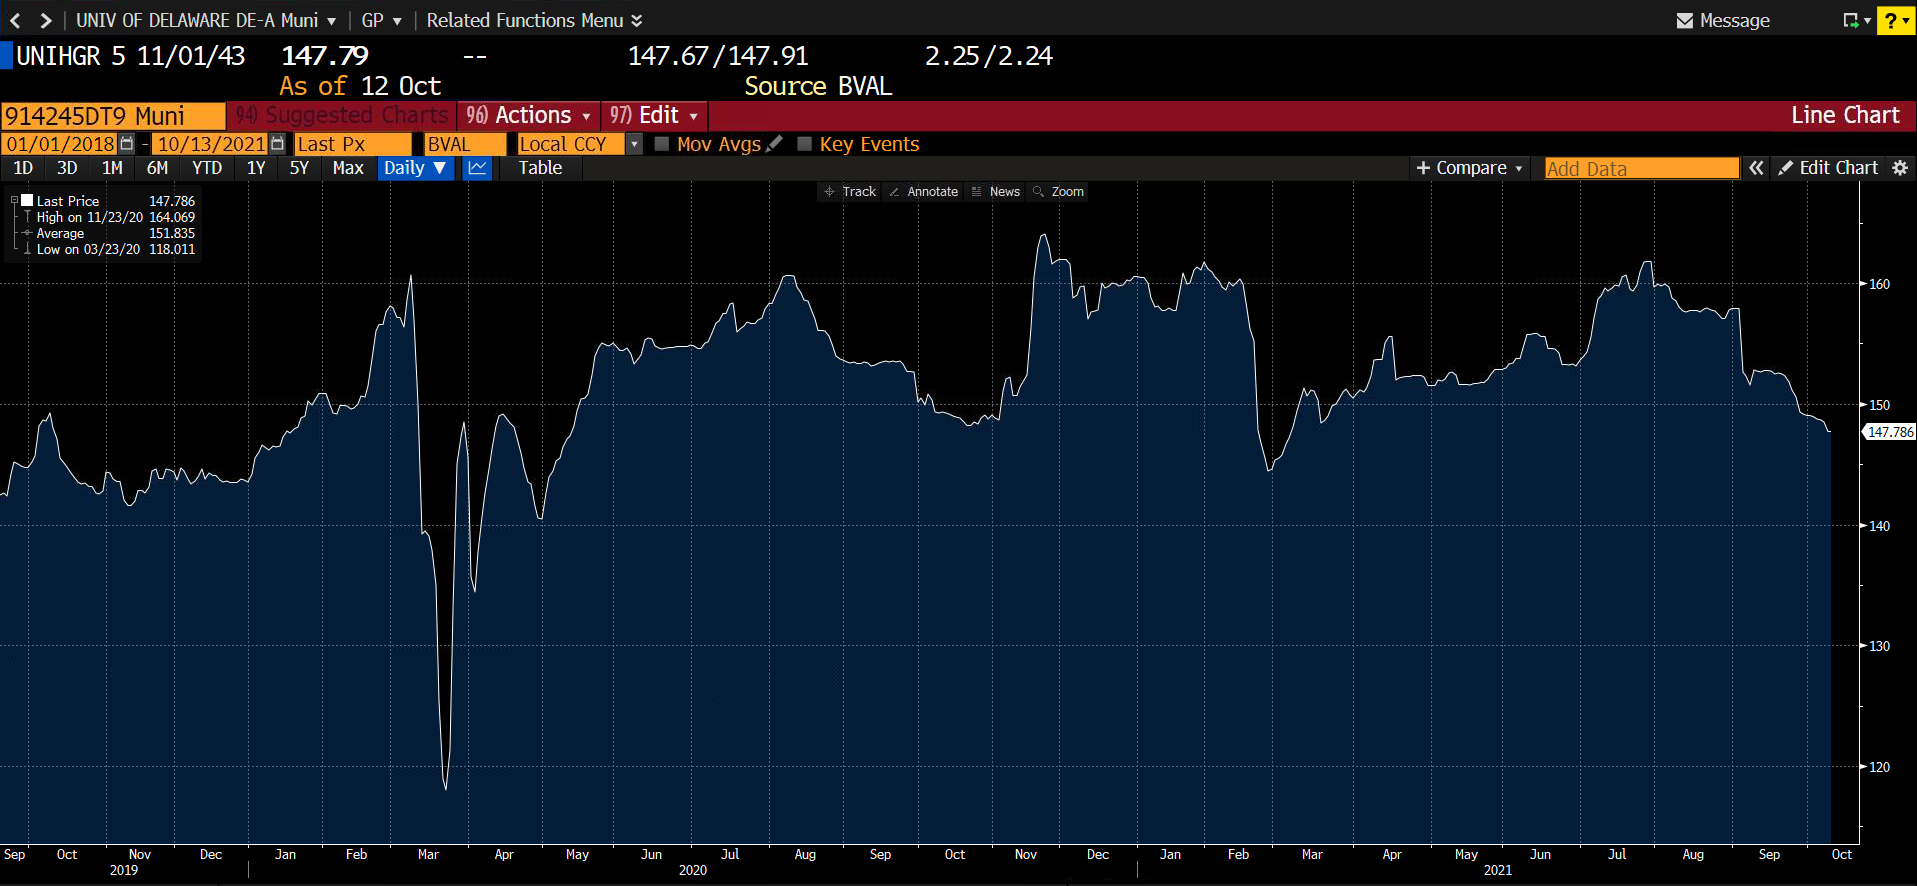 UNIV OF DELAWARE DE-A Muni GP Related Functions Menu Message ?
UNIHGR 5 11/01/43 147.79 -- 147.67/147.91 2.25/2.24
As of 12 Oct Source BVAL
914245DT9 Muni 94) Suggested Charts 96) Actions 97) Edit Line Chart
01/01/2018 - 10/13/2021 Last Px BVAL Local CCY Mov Avgs Key Events
1D 3D 1M 6M YTD 1Y 5Y Max Daily Table + Compare Add Data Edit Chart
Track Annotate News Zoom
Last Price 147.786
High on 11/23/20 164.069
Average 151.835
Low on 03/23/20 118.011
160
150
147.786
140
130
120
Sep Oct Nov Dec Jan Feb Mar Apr May Jun Jul Aug Sep Oct Nov Dec Jan Feb Mar Apr May Jun Jul Aug Sep Oct
2019 2020 2021